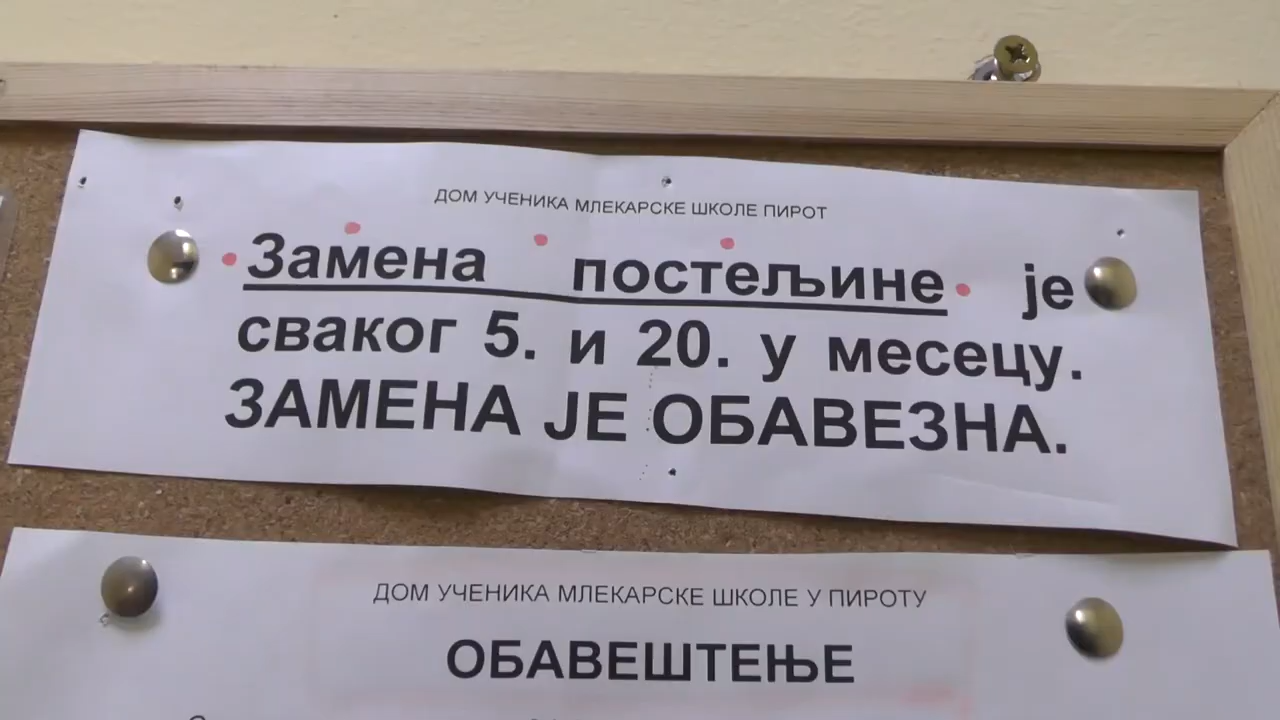 ДОМ УЧЕНИКА МЛЕКАРСКЕ ШКОЛЕ ПИРОТ
Замена постељине је
сваког 5. и 20. у месецу.
ЗАМЕНА ЈЕ ОБАВЕЗНА.
ДОМ УЧЕНИКА МЛЕКАРСКЕ ШКОЛЕ У ПИРОТУ
ОБАВЕШТЕЊЕ